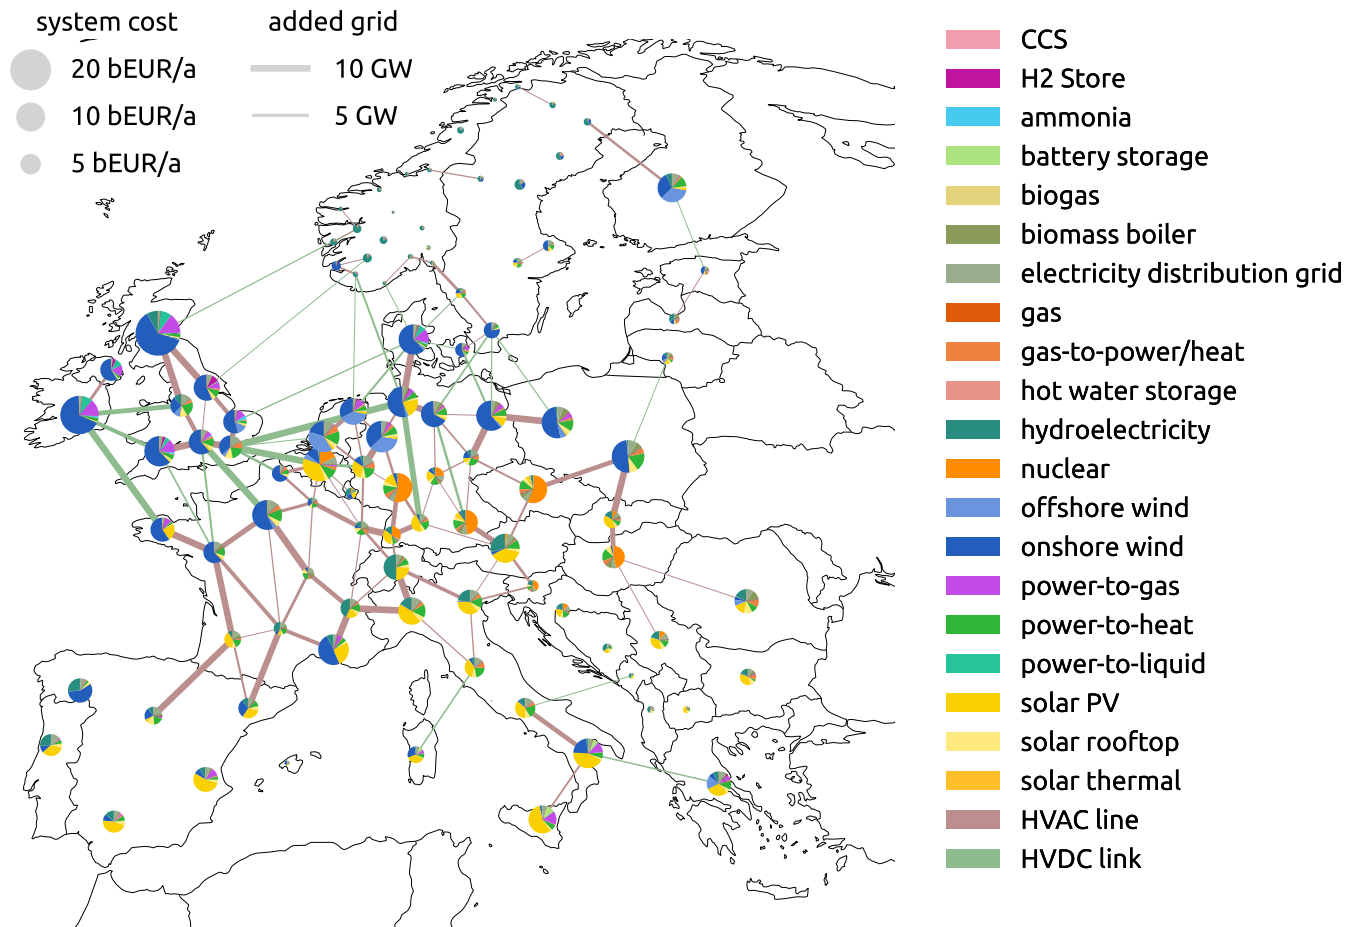 system cost
20 bEUR/a
10 bEUR/a
5 bEUR/a
added grid
10 GW
5 GW
CCS
H2 Store
ammonia
battery storage
biogas
biomass boiler
electricity distribution grid
gas
gas-to-power/heat
hot water storage
hydroelectricity
nuclear
offshore wind
onshore wind
power-to-gas
power-to-heat
power-to-liquid
solar PV
solar rooftop
solar thermal
HVAC line
HVDC link